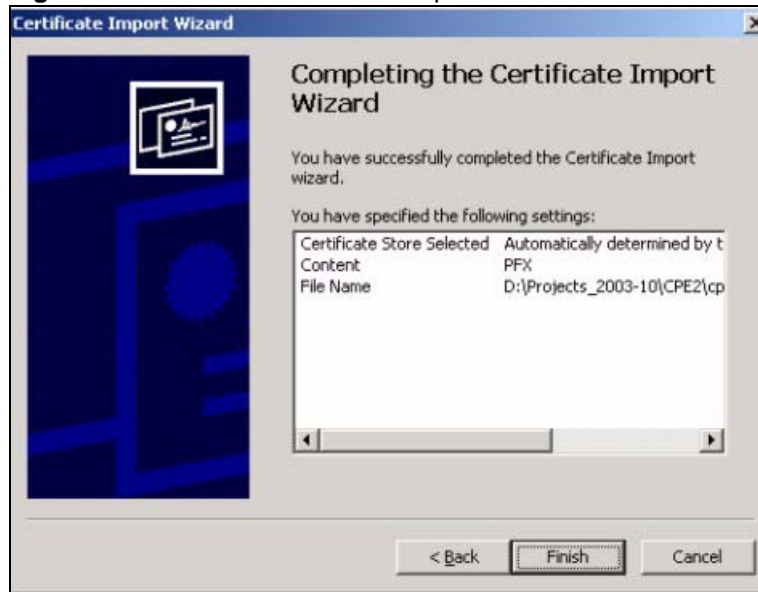 Certificate Import Wizard
Completing the Certificate Import
Wizard
You have successfully completed the Certificate Import
wizard.
You have specified the following settings:
Certificate Store Selected Automatically determined by t
Content PFX
File Name D:\Projects_2003-10\CPE2\cp
< Back Finish Cancel